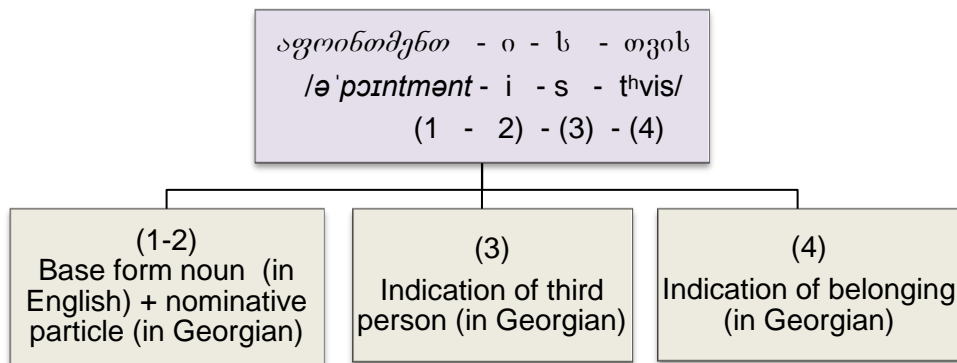 აფოინთმენთ - ი - ს - თვის
/ə ˈpɔɪntmənt - i - s - tʰvis/
(1 - 2) - (3) - (4)
(1-2)
Base form noun (in
English) + nominative
particle (in Georgian)
(3)
Indication of third
person (in Georgian)
(4)
Indication of belonging
(in Georgian)